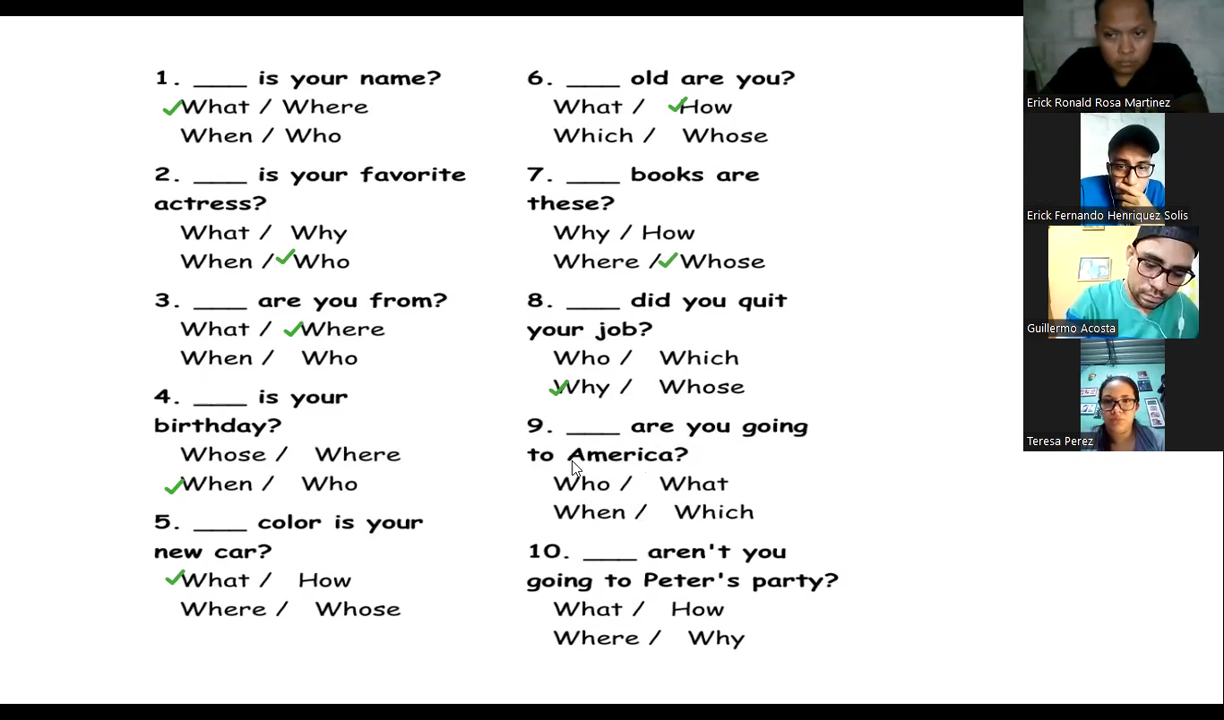 1. ____ is your name?
What / Where
When / Who
2. ____ is your favorite
actress?
What / Why
When / Who
3. ____ are you from?
What / Where
When / Who
4. ____ is your
birthday?
Whose / Where
When / Who
5. ____ color is your
new car?
What / How
Where / Whose
6. ____ old are you?
What / How
Which / Whose
7. ____ books are
these?
Why / How
Where / Whose
8. ____ did you quit
your job?
Who / Which
Why / Whose
9. ____ are you going
to America?
Who / What
When / Which
10. ____ aren't you
going to Peter's party?
What / How
Where / Why
Erick Ronald Rosa Martinez
Erick Fernando Henriquez Solis
Guillermo Acosta
Teresa Perez